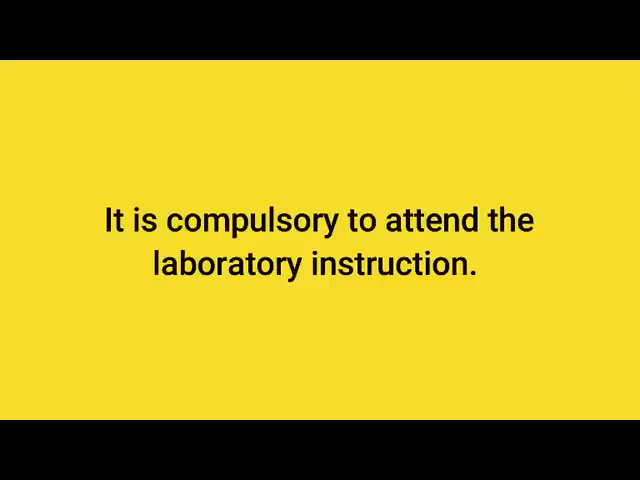 It is compulsory to attend the
laboratory instruction.